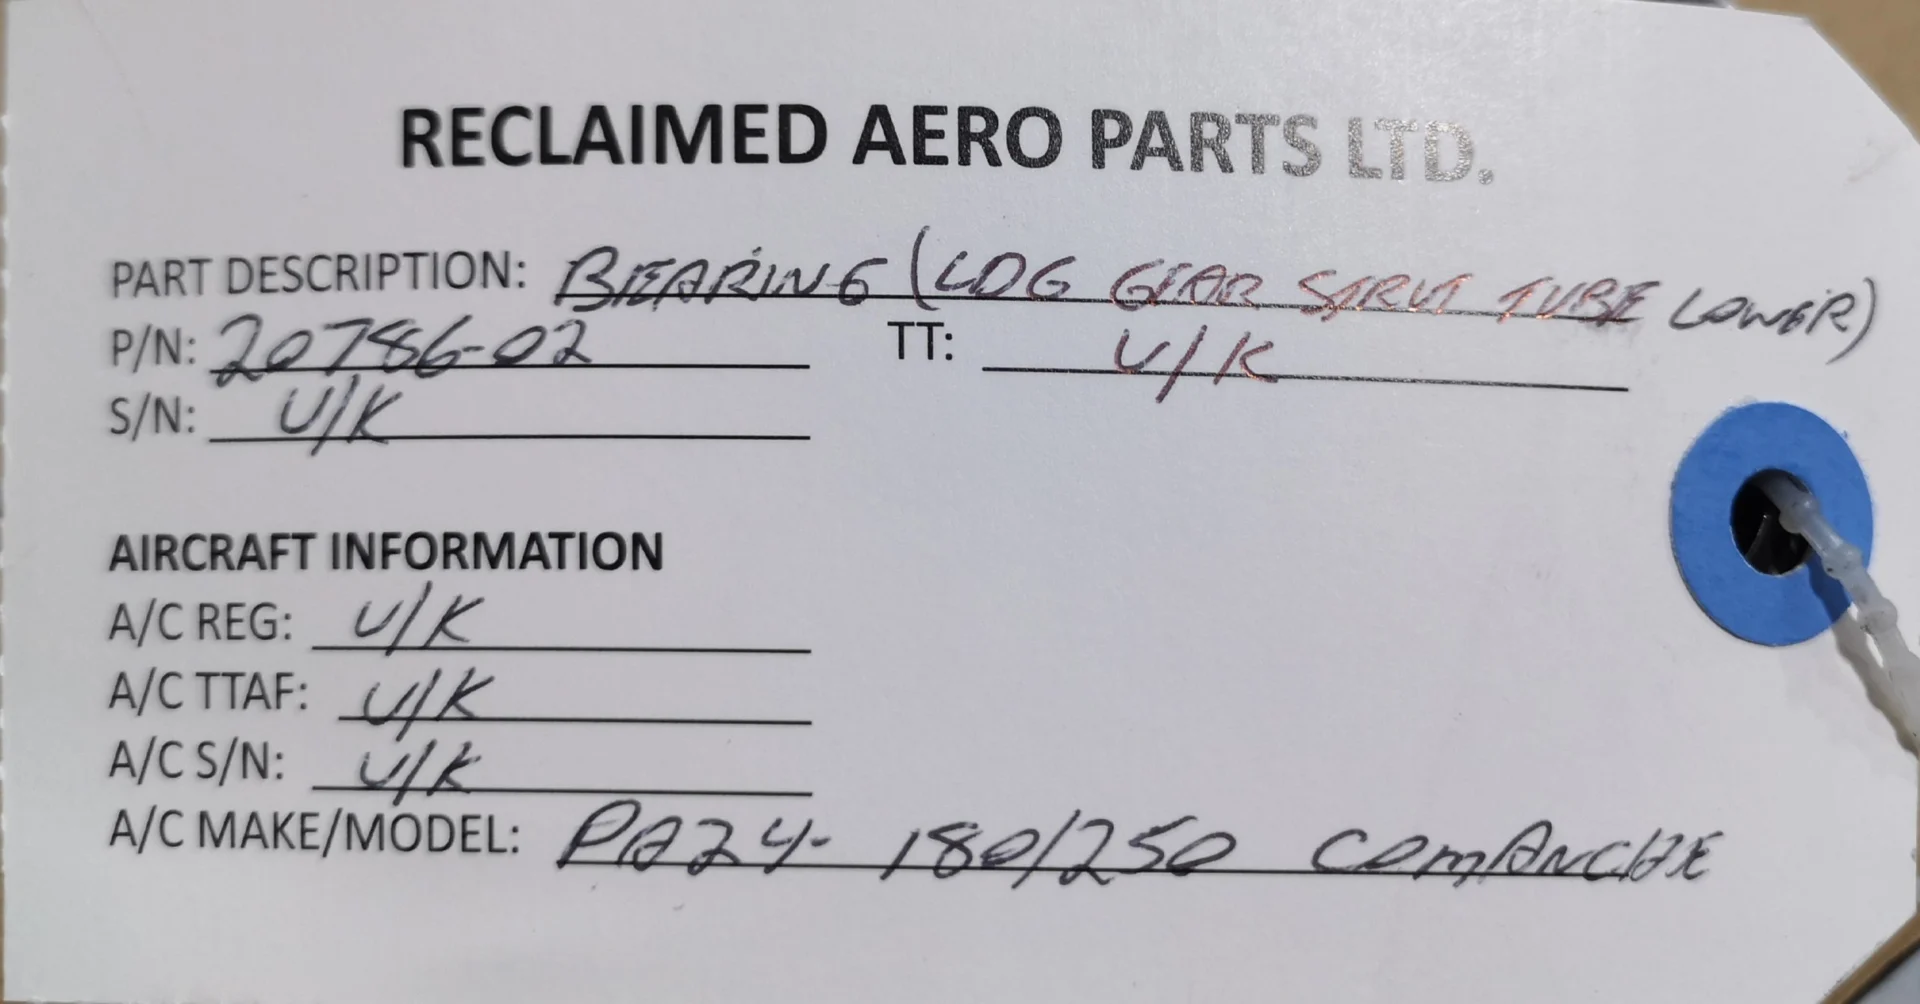 RECLAIMED AERO PARTS LTD.
PART DESCRIPTION: BEARING (LDG GEAR STRUT TUBE LOWER)
P/N: 20786-02 TT: U/K
S/N: U/K
AIRCRAFT INFORMATION
A/C REG: U/K
A/C TTAF: U/K
A/C S/N: U/K
A/C MAKE/MODEL: PA24- 180/250 COMANCHE